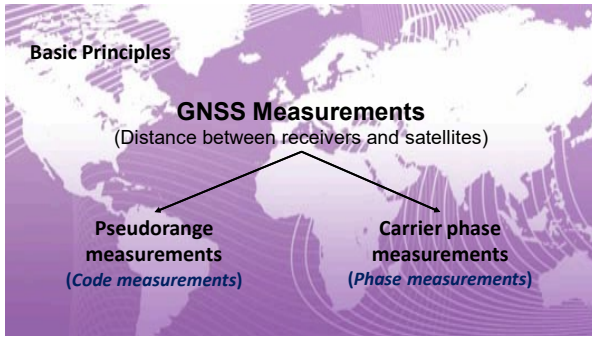 Basic Principles
GNSS Measurements
(Distance between receivers and satellites)
Pseudorange
measurements
(Code measurements)
Carrier phase
measurements
(Phase measurements)